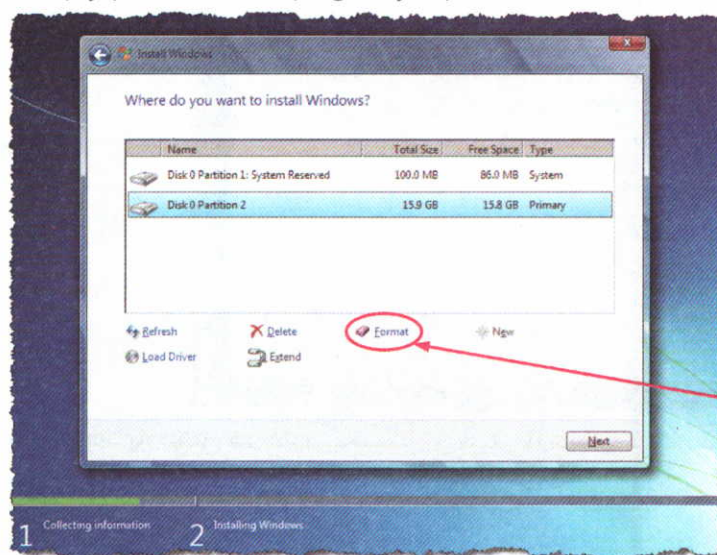 Install Windows
Where do you want to install Windows?
Name Total Size Free Space Type
Disk 0 Partition 1: System Reserved 100.0 MB 86.0 MB System
Disk 0 Partition 2 15.9 GB 15.8 GB Primary
Refresh Delete Format New
Load Driver Extend
Next
1 Collecting information 2 Installing Windows